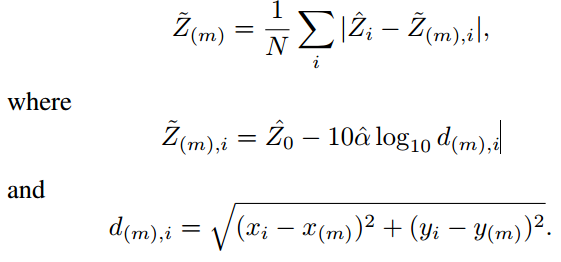 Z̃_(m) = 1/N ∑_i |Ẑ_i − Z̃_(m),i|,
where
Z̃_(m),i = Ẑ_0 − 10α̂ log_10 d_(m),i|
and
d_(m),i = √((x_i − x_(m))² + (y_i − y_(m))²).